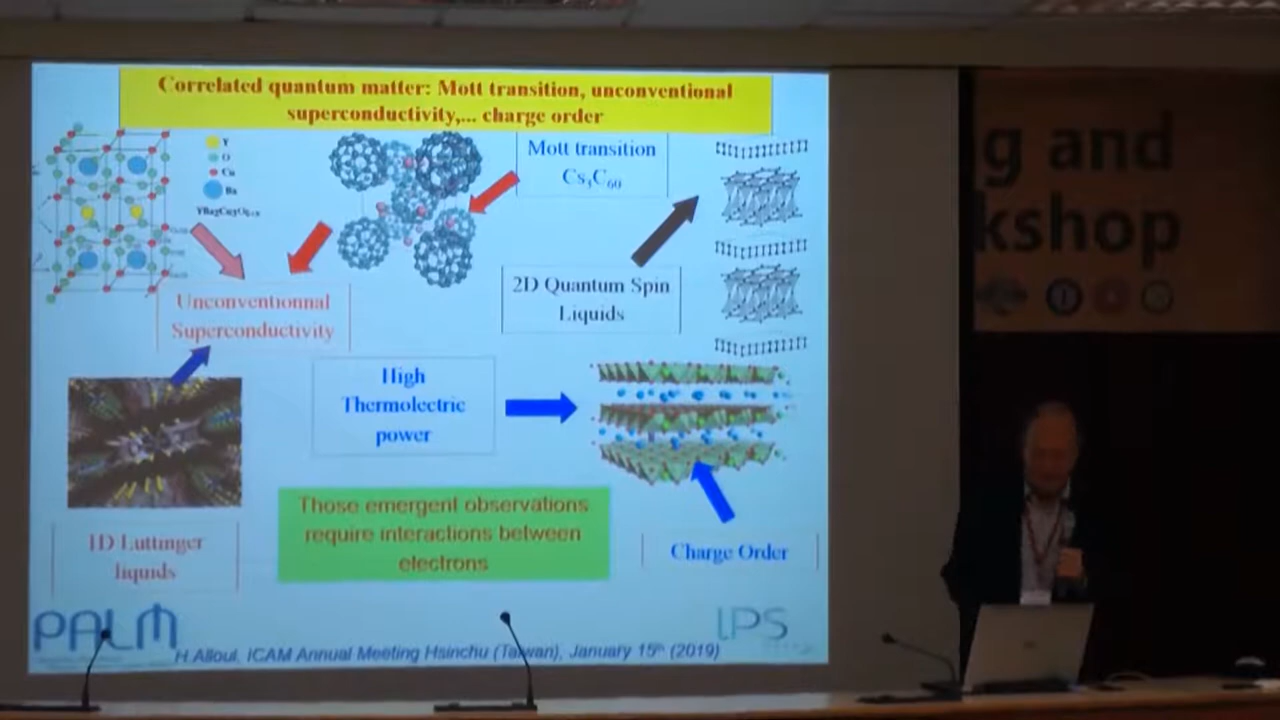 Correlated quantum matter: Mott transition, unconventional
superconductivity,... charge order
Y
O
Cu
Ba
Mott transition
Cs₃C₆₀
2D Quantum Spin
Liquids
Unconventionnal
Superconductivity
High
Thermolectric
power
Those emergent observations
require interactions between
electrons
1D Luttinger
liquids
Charge Order
PALM
LPS
H Alloul, ICAM Annual Meeting Hsinchu (Taiwan), January 15th (2019)
g and
kshop